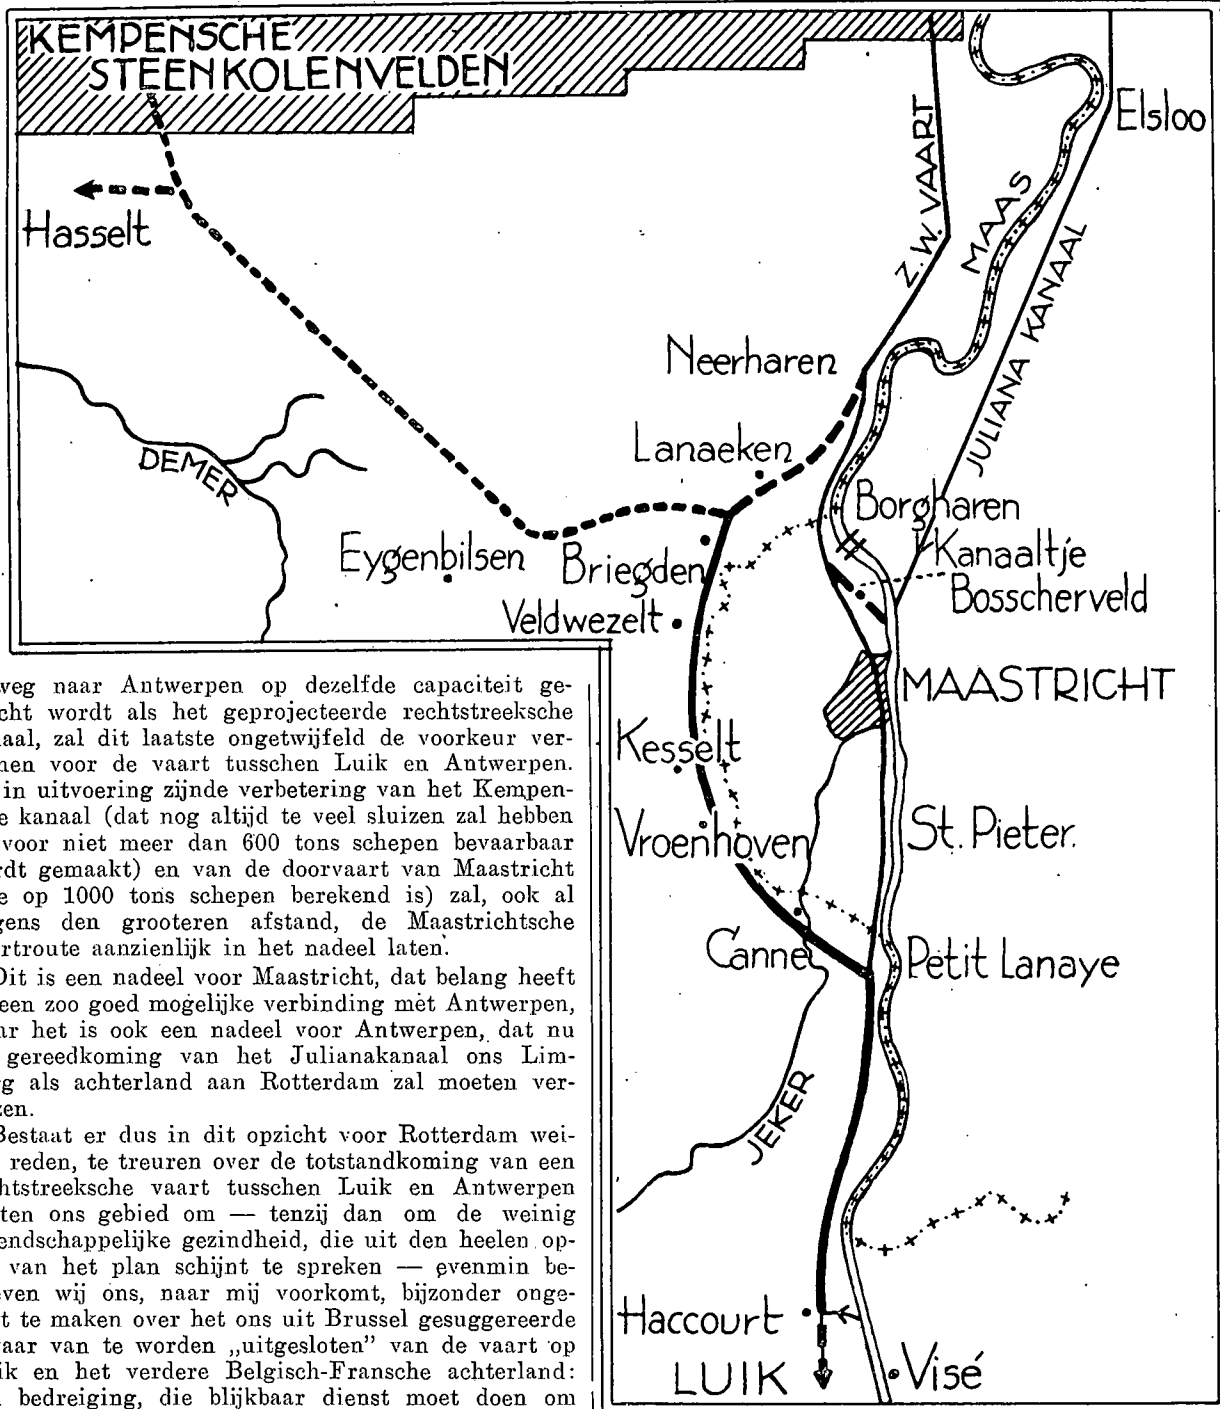 KEMPENSCHE
STEENKOLENVELDEN
Elsloo
Hasselt
Z.W. VAART
MAAS
JULIANA KANAAL
Neerharen
Lanaeken
DEMER
Borgharen
Eygenbilsen
Briegden
Kanaaltje
Bosscherveld
Veldwezelt
MAASTRICHT
Kesselt
Vroenhoven
St. Pieter.
Canne
Petit Lanaye
JEKER
Haccourt
LUIK
Visé
weg naar Antwerpen op dezelfde capaciteit ge-
cht wordt als het geprojecteerde rechtstreeksche
aal, zal dit laatste ongetwijfeld de voorkeur ver-
nen voor de vaart tusschen Luik en Antwerpen.
in uitvoering zijnde verbetering van het Kempen-
e kanaal (dat nog altijd te veel sluizen zal hebben
voor niet meer dan 600 tons schepen bevaarbaar
rdt gemaakt) en van de doorvaart van Maastricht
e op 1000 tons schepen berekend is) zal, ook al
gens den grooteren afstand, de Maastrichtsche
rtroute aanzienlijk in het nadeel laten.
Dit is een nadeel voor Maastricht, dat belang heeft
een zoo goed mogelijke verbinding mèt Antwerpen,
ar het is ook een nadeel voor Antwerpen, dat nu
gereedkoming van het Julianakanaal ons Lim-
rg als achterland aan Rotterdam zal moeten ver-
zen.
Bestaat er dus in dit opzicht voor Rotterdam wei-
reden, te treuren over de totstandkoming van een
htstreeksche vaart tusschen Luik en Antwerpen
ten ons gebied om — tenzij dan om de weinig
endschappelijke gezindheid, die uit den heelen op-
van het plan schijnt te spreken — evenmin be-
even wij ons, naar mij voorkomt, bijzonder onge-
t te maken over het ons uit Brussel gesuggereerde
vaar van te worden „uitgesloten” van de vaart op
ik en het verdere Belgisch-Fransche achterland:
bedreiging, die blijkbaar dienst moet doen om